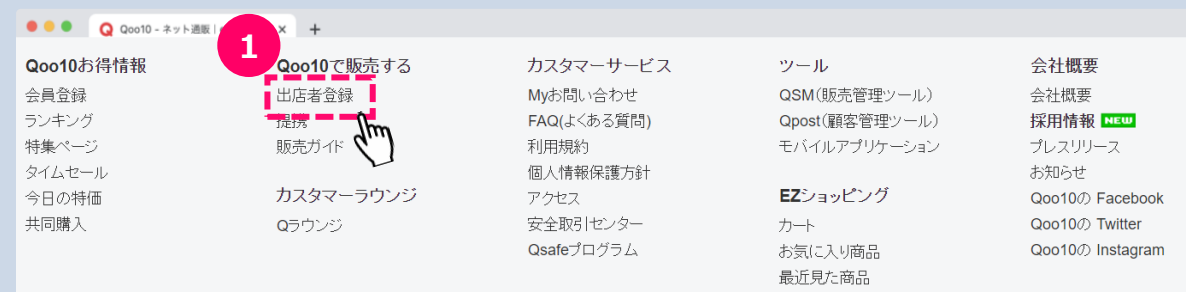 Qoo10 - ネット通販 |
1
Qoo10お得情報
会員登録
ランキング
特集ページ
タイムセール
今日の特価
共同購入
Qoo10で販売する
出店者登録
提携
販売ガイド
カスタマーラウンジ
Qラウンジ
カスタマーサービス
Myお問い合わせ
FAQ(よくある質問)
利用規約
個人情報保護方針
アクセス
安全取引センター
Qsafeプログラム
ツール
QSM(販売管理ツール)
Qpost(顧客管理ツール)
モバイルアプリケーション
EZショッピング
カート
お気に入り商品
最近見た商品
会社概要
会社概要
採用情報 NEW
プレスリリース
お知らせ
Qoo10の Facebook
Qoo10の Twitter
Qoo10の Instagram